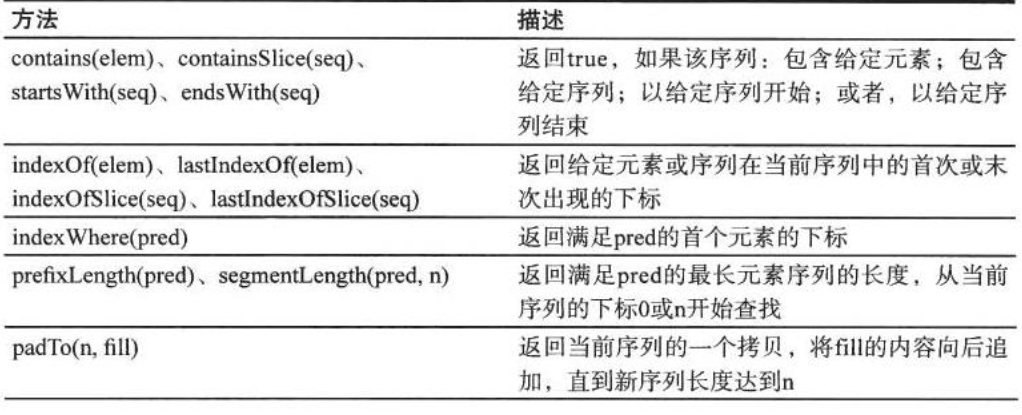 方法 描述
contains(elem)、containsSlice(seq)、 返回true，如果该序列：包含给定元素；包含
startsWith(seq)、endsWith(seq) 给定序列；以给定序列开始；或者，以给定序
列结束
indexOf(elem)、lastIndexOf(elem)、 返回给定元素或序列在当前序列中的首次或末
indexOfSlice(seq)、lastIndexOfSlice(seq) 次出现的下标
indexWhere(pred) 返回满足pred的首个元素的下标
prefixLength(pred)、segmentLength(pred, n) 返回满足pred的最长元素序列的长度，从当前
序列的下标0或n开始查找
padTo(n, fill) 返回当前序列的一个拷贝，将fill的内容向后追
加，直到新序列长度达到n